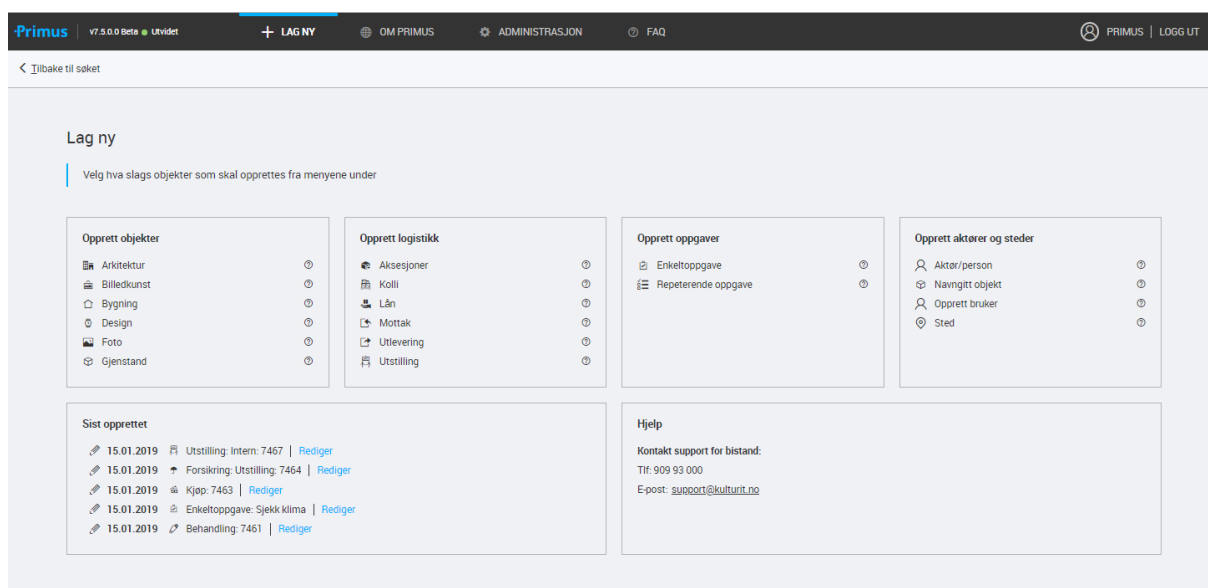 Primus v7.5.0.0 Beta Utvidet LAG NY OM PRIMUS ADMINISTRASJON FAQ PRIMUS | LOGG UT
Tilbake til søket
Lag ny
Velg hva slags objekter som skal opprettes fra menyene under
Opprett objekter
Arkitektur
Billedkunst
Bygning
Design
Foto
Gjenstand
Opprett logistikk
Aksesjoner
Kolli
Lån
Mottak
Utlevering
Utstilling
Opprett oppgaver
Enkeltoppgave
Repeterende oppgave
Opprett aktører og steder
Aktør/person
Navngitt objekt
Opprett bruker
Sted
Sist opprettet
15.01.2019 Utstilling: Intern: 7467 | Rediger
15.01.2019 Forsikring: Utstilling: 7464 | Rediger
15.01.2019 Kjøp: 7463 | Rediger
15.01.2019 Enkeltoppgave: Sjekk klima | Rediger
15.01.2019 Behandling: 7461 | Rediger
Hjelp
Kontakt support for bistand:
Tlf: 909 93 000
E-post: support@kulturit.no